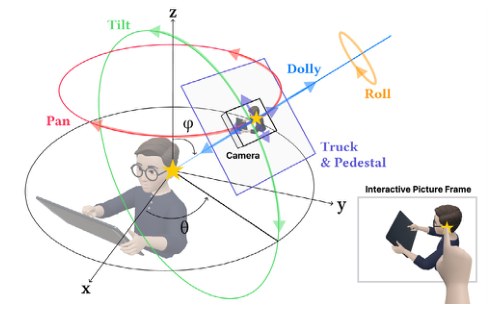 z
Tilt
Dolly
Roll
Pan
φ
Camera
Truck
& Pedestal
Interactive Picture Frame
y
θ
x